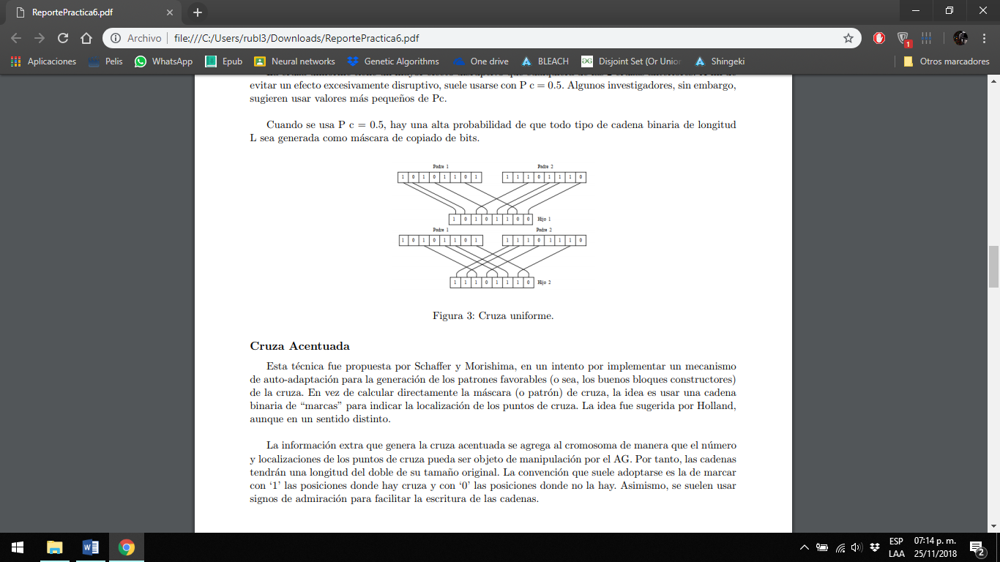 ReportePractica6.pdf
Archivo file:///C:/Users/rubl3/Downloads/ReportePractica6.pdf
1
Aplicaciones Pelis WhatsApp Epub Neural networks Genetic Algorithms One drive BLEACH Disjoint Set (Or Union Shingeki Otros marcadores
evitar un efecto excesivamente disruptivo, suele usarse con P c = 0.5. Algunos investigadores, sin embargo,
sugieren usar valores más pequeños de Pc.
Cuando se usa P c = 0.5, hay una alta probabilidad de que todo tipo de cadena binaria de longitud
L sea generada como máscara de copiado de bits.
Padre 1 Padre 2
1 0 1 0 1 1 0 1 1 1 1 0 1 1 1 0
1 0 1 0 1 1 0 0 Hijo 1
Padre 1 Padre 2
1 0 1 0 1 1 0 1 1 1 1 0 1 1 1 0
1 1 1 0 1 1 1 0 Hijo 2
Figura 3: Cruza uniforme.
Cruza Acentuada
Esta técnica fue propuesta por Schaffer y Morishima, en un intento por implementar un mecanismo
de auto-adaptación para la generación de los patrones favorables (o sea, los buenos bloques constructores)
de la cruza. En vez de calcular directamente la máscara (o patrón) de cruza, la idea es usar una cadena
binaria de “marcas” para indicar la localización de los puntos de cruza. La idea fue sugerida por Holland,
aunque en un sentido distinto.
La información extra que genera la cruza acentuada se agrega al cromosoma de manera que el número
y localizaciones de los puntos de cruza pueda ser objeto de manipulación por el AG. Por tanto, las cadenas
tendrán una longitud del doble de su tamaño original. La convención que suele adoptarse es la de marcar
con ‘1’ las posiciones donde hay cruza y con ‘0’ las posiciones donde no la hay. Asimismo, se suelen usar
signos de admiración para facilitar la escritura de las cadenas.
ESP 07:14 p. m.
LAA 25/11/2018 2